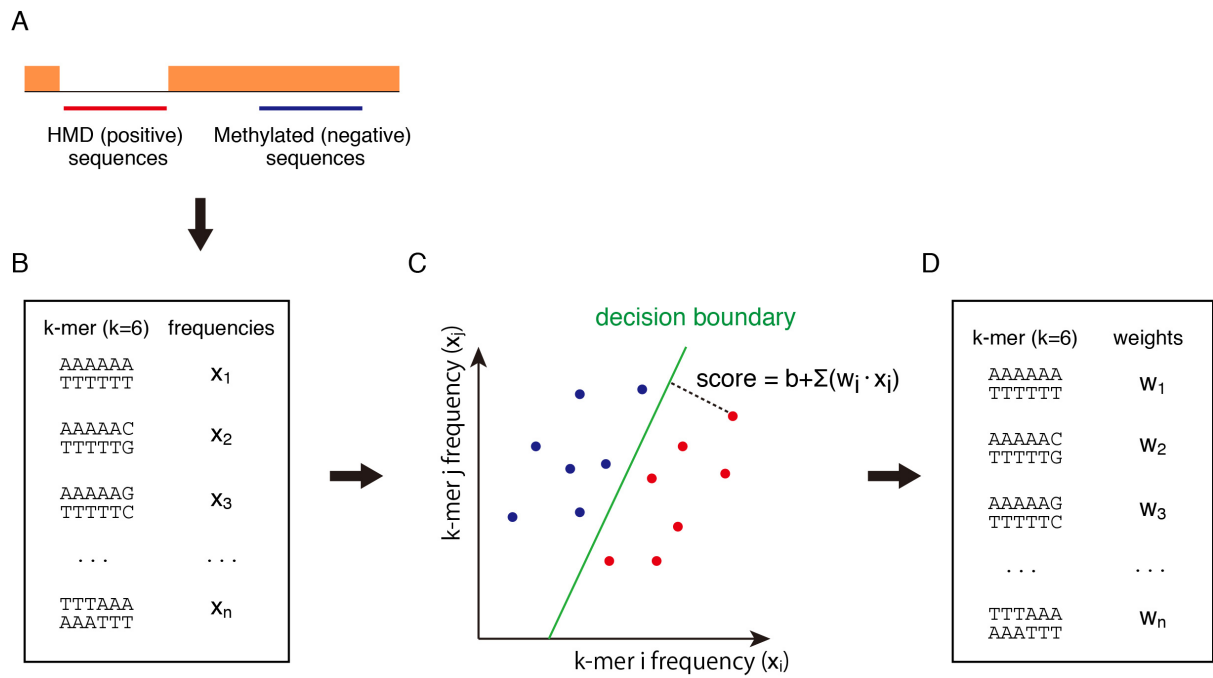 A
HMD (positive)
sequences
Methylated (negative)
sequences
B
k-mer (k=6) frequencies
AAAAAA
TTTTTT
x1
AAAAAC
TTTTTG
x2
AAAAAG
TTTTTC
x3
... ...
TTTAAA
AAATTT
xn
C
decision boundary
score = b+Σ(wi · xi)
k-mer j frequency (xj)
k-mer i frequency (xi)
D
k-mer (k=6) weights
AAAAAA
TTTTTT
w1
AAAAAC
TTTTTG
w2
AAAAAG
TTTTTC
w3
... ...
TTTAAA
AAATTT
wn